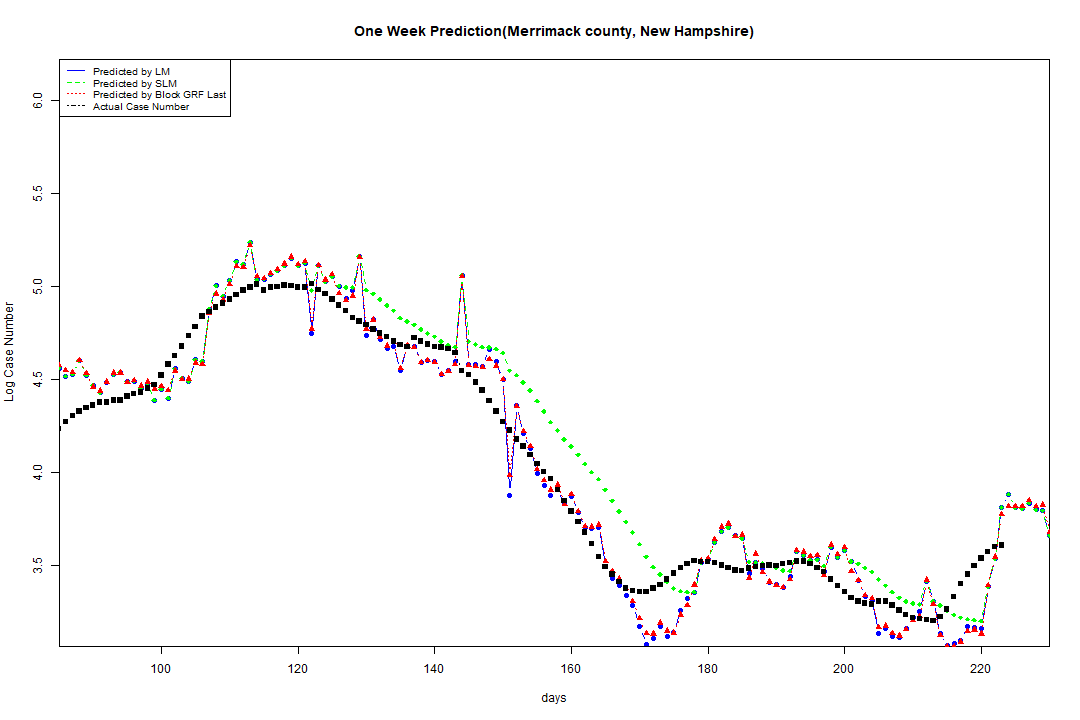 One Week Prediction(Merrimack county, New Hampshire)
Predicted by LM
Predicted by SLM
Predicted by Block GRF Last
Actual Case Number
6.0
5.5
5.0
4.5
4.0
3.5
Log Case Number
100 120 140 160 180 200 220
days